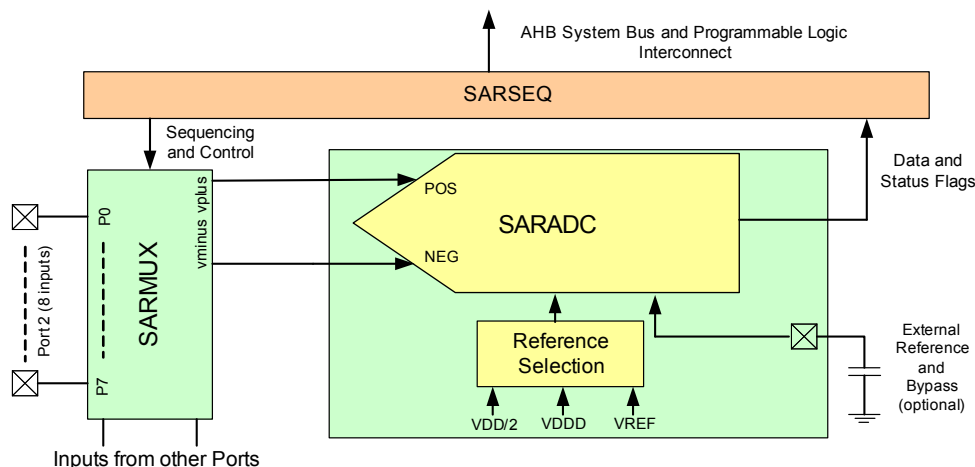 AHB System Bus and Programmable Logic
Interconnect
SARSEQ
Sequencing
and Control
Data and
Status Flags
vminus vplus
POS
P0
SARADC
SARMUX
NEG
Port 2 (8 inputs)
P7
Reference
Selection
External
Reference
and
Bypass
(optional)
VDD/2
VDDD
VREF
Inputs from other Ports